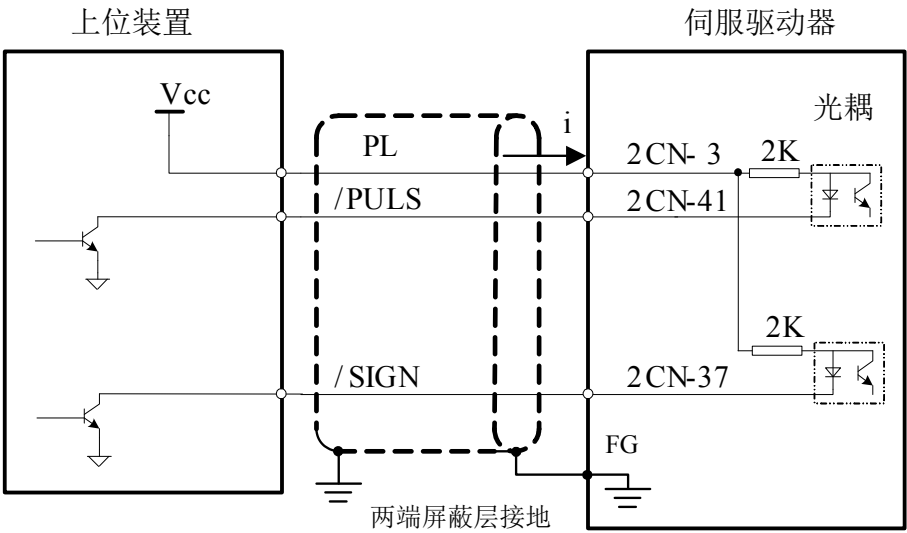 上位装置
伺服驱动器
Vcc
光耦
i
PL
2CN- 3
2K
/PULS
2CN-41
2K
/SIGN
2CN-37
FG
两端屏蔽层接地